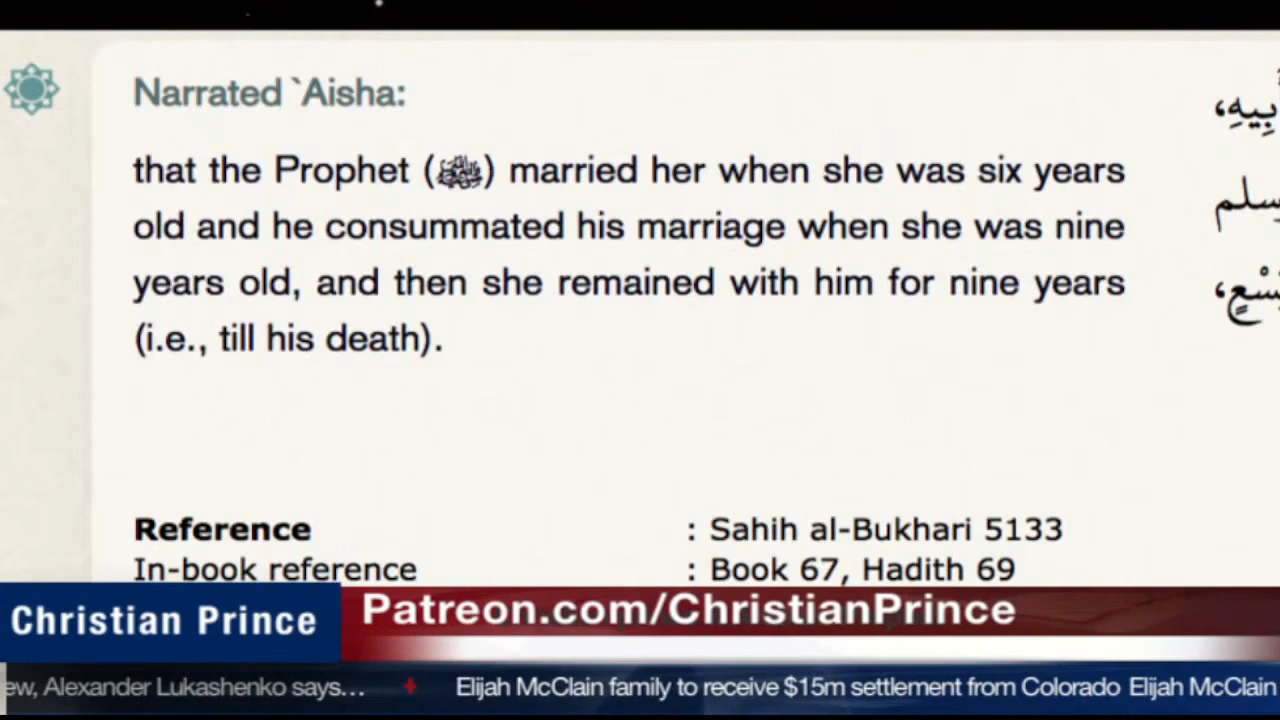 Narrated `Aisha:
that the Prophet (ﷺ) married her when she was six years
old and he consummated his marriage when she was nine
years old, and then she remained with him for nine years
(i.e., till his death).
أَبِيهِ،
Reference : Sahih al-Bukhari 5133
In-book reference : Book 67, Hadith 69
Christian Prince
Patreon.com/ChristianPrince
ew, Alexander Lukashenko says... Elijah McClain family to receive $15m settlement from Colorado Elijah McClain